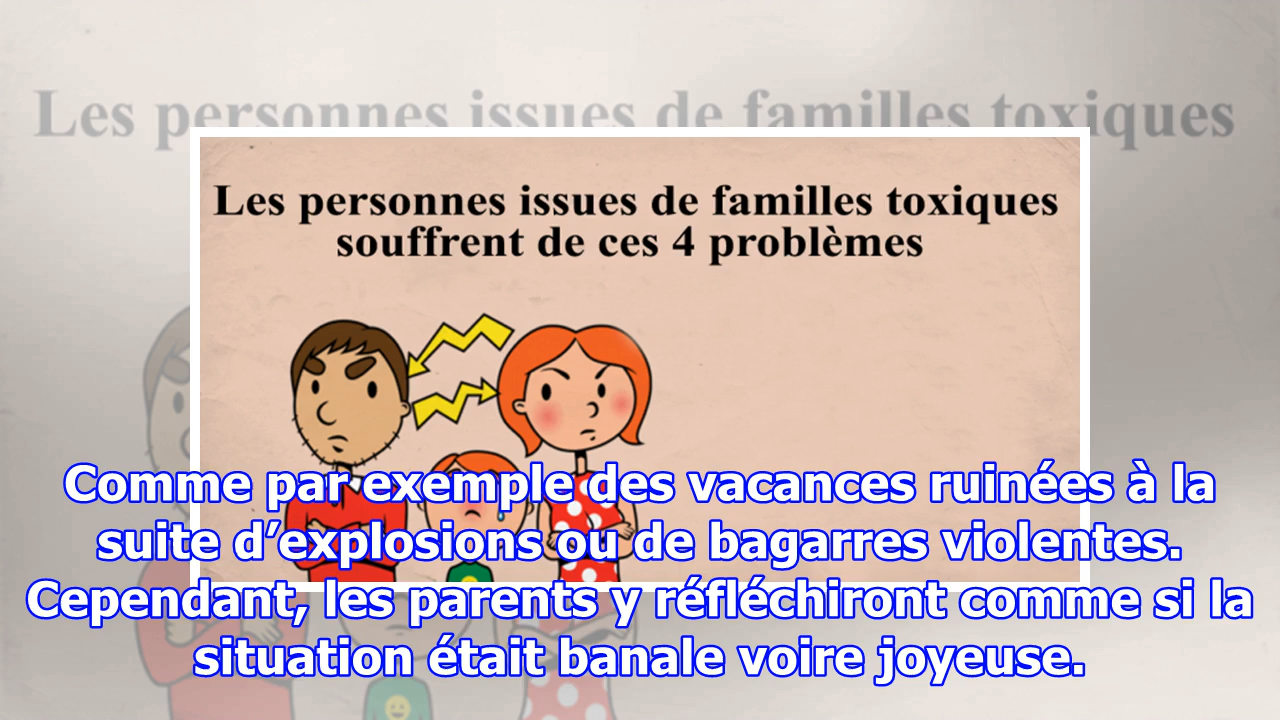 Les personnes issues de familles toxiques
Les personnes issues de familles toxiques
souffrent de ces 4 problèmes
Comme par exemple des vacances ruinées à la
suite d’explosions ou de bagarres violentes.
Cependant, les parents y réfléchiront comme si la
situation était banale voire joyeuse.